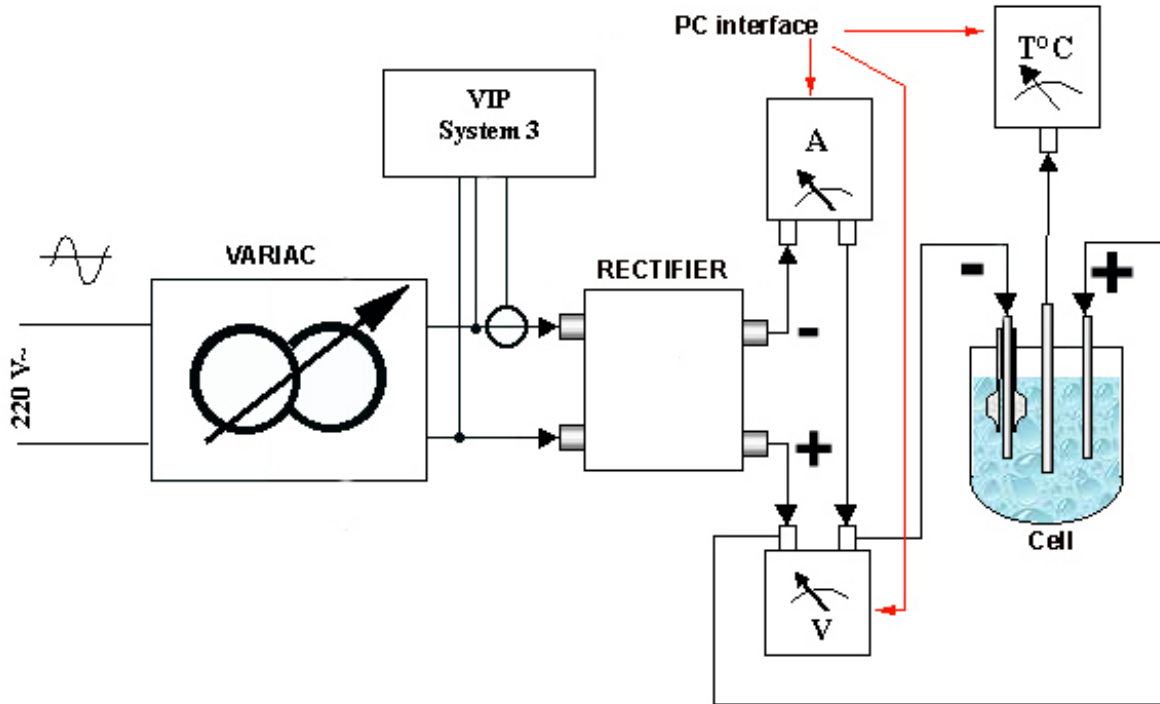 PC interface
T° C
VIP
System 3
A
VARIAC
RECTIFIER
-
+
-
+
220 V~
Cell
V